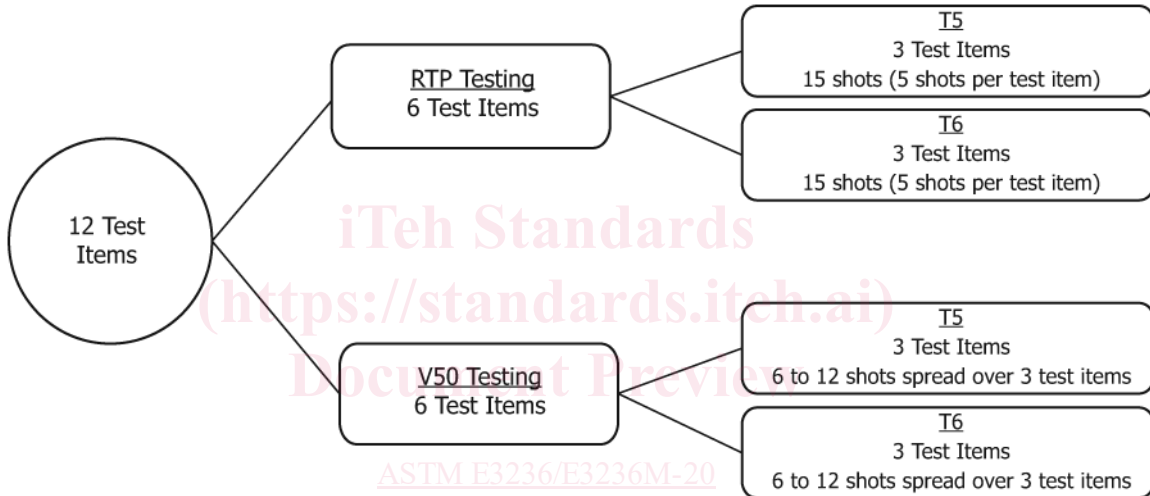 T5
3 Test Items
15 shots (5 shots per test item)
RTP Testing
6 Test Items
T6
3 Test Items
15 shots (5 shots per test item)
12 Test
Items
iTeh Standards
(https://standards.iteh.ai)
Document Preview
T5
3 Test Items
6 to 12 shots spread over 3 test items
V50 Testing
6 Test Items
T6
3 Test Items
6 to 12 shots spread over 3 test items
ASTM E3236/E3236M-20